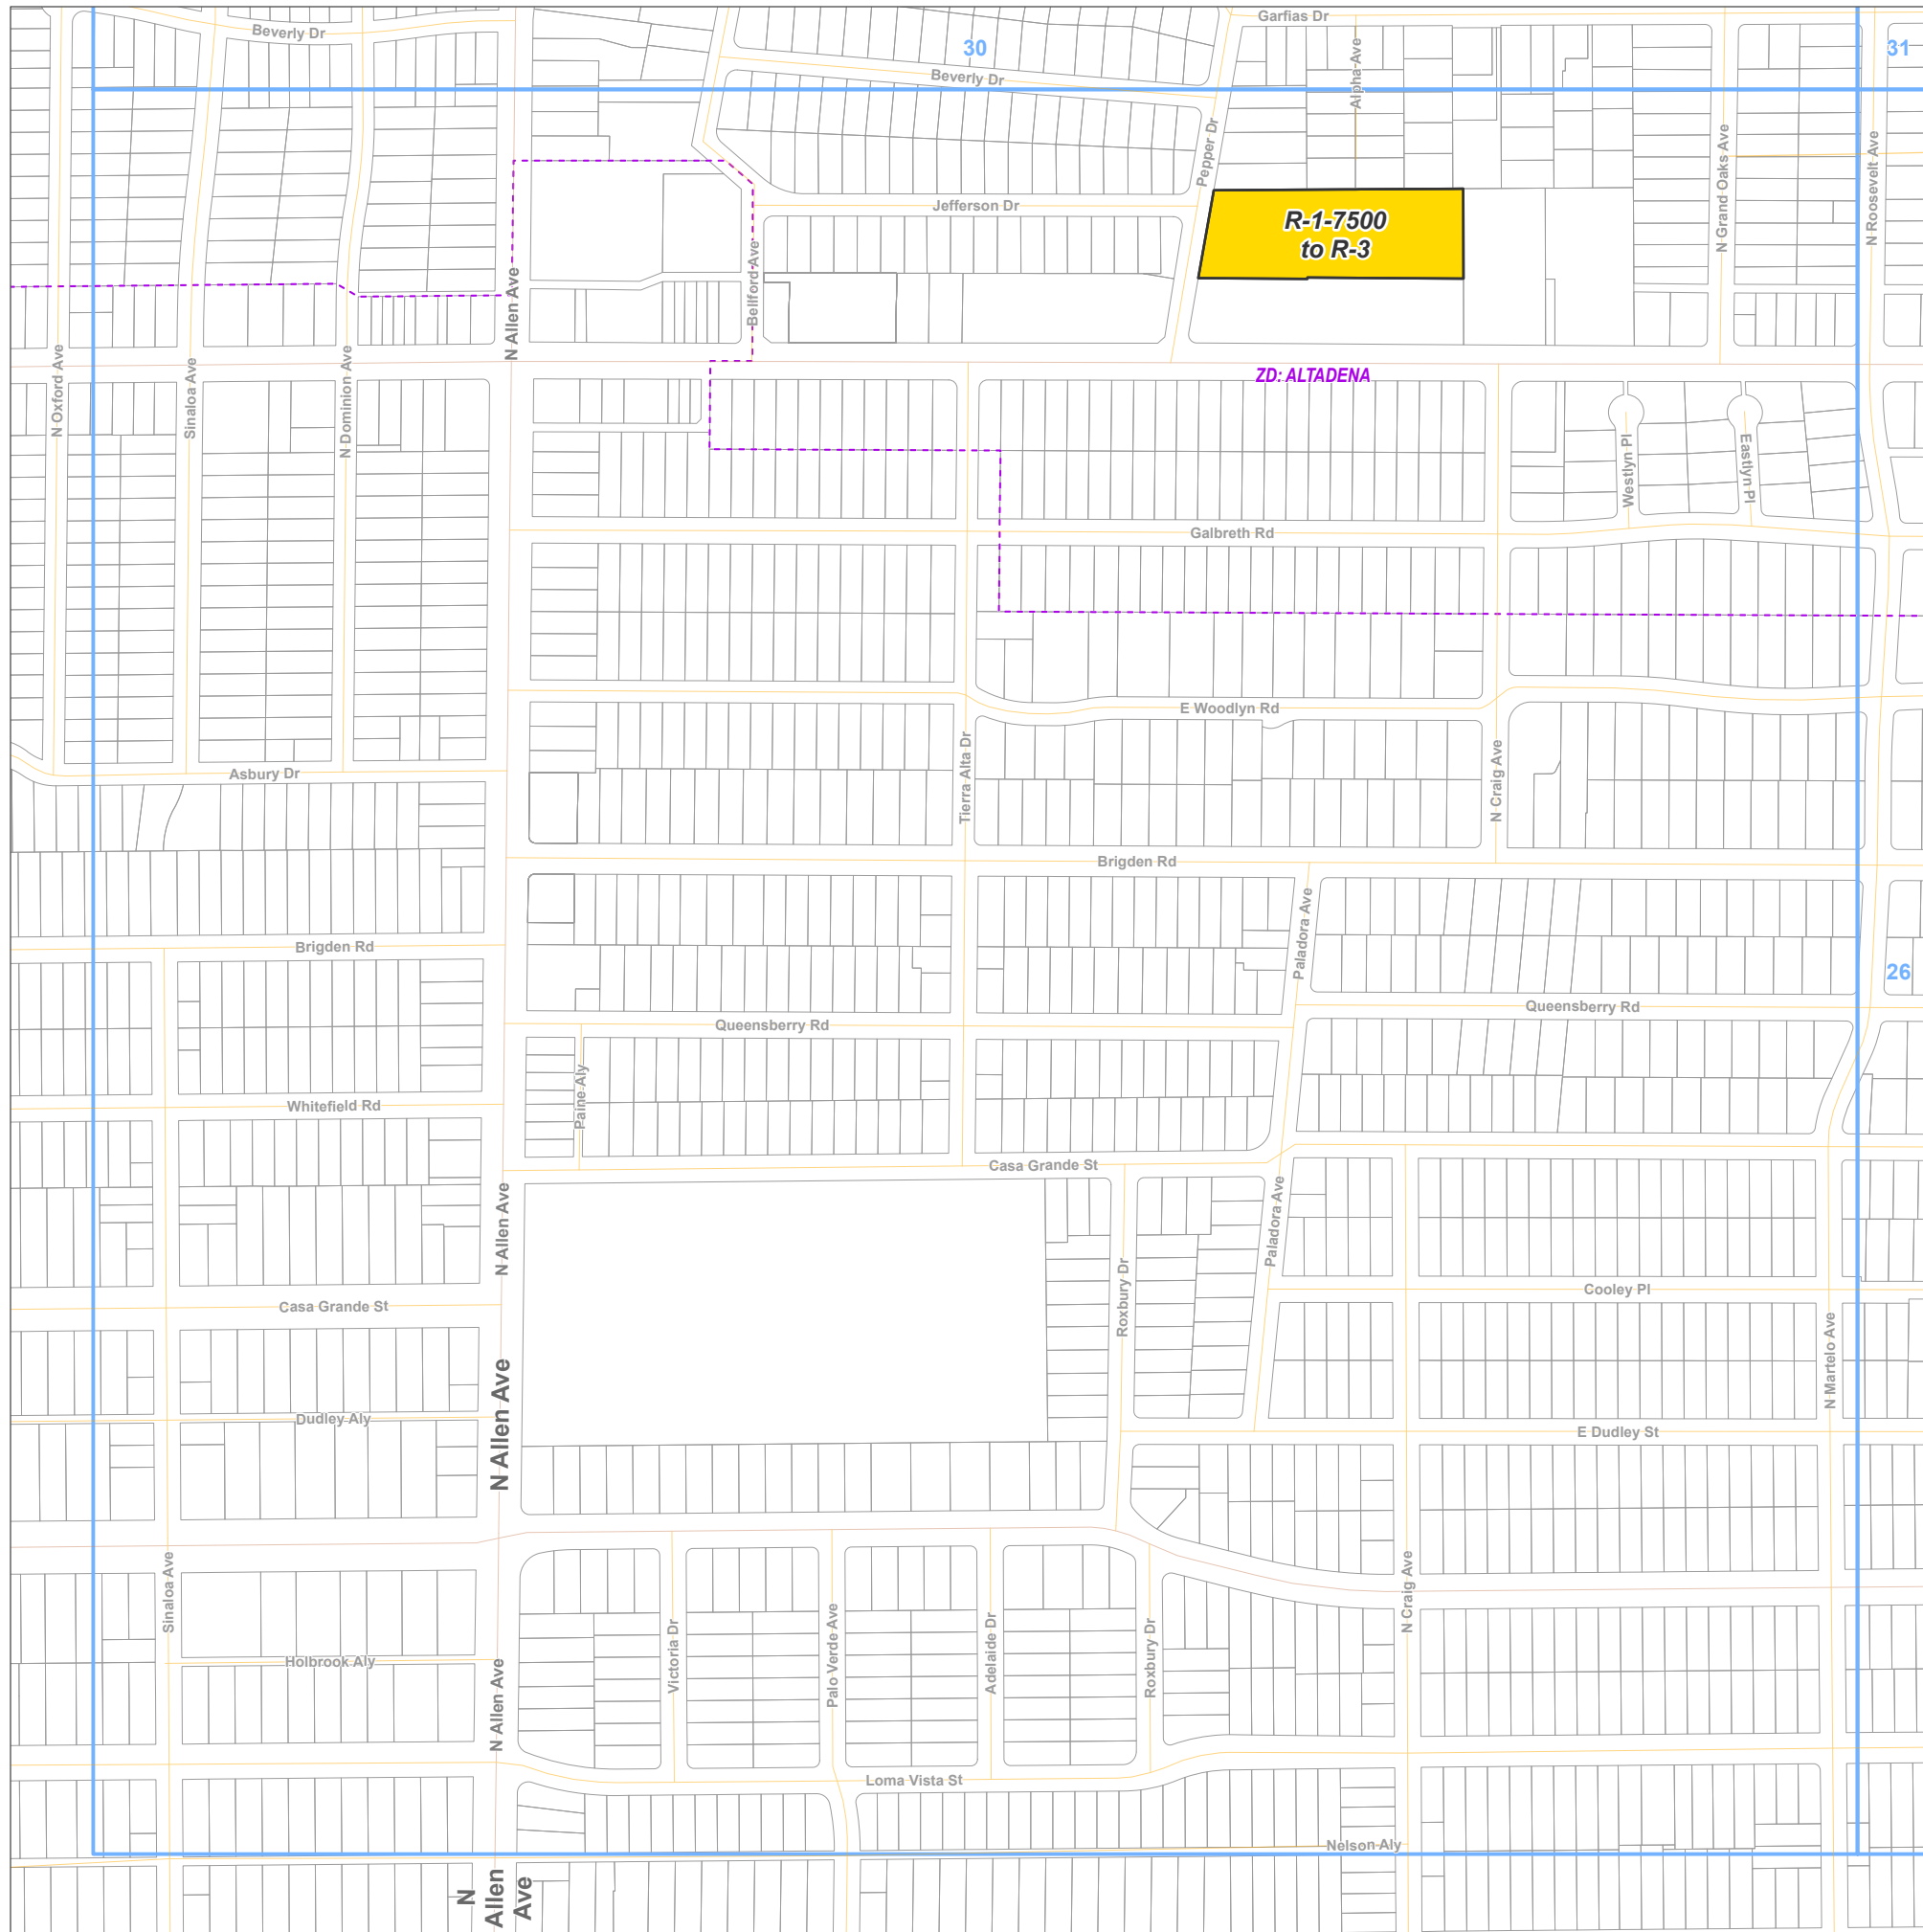 Garfias Dr
Beverly Dr
30
31
Beverly Dr
Alpha Ave
Pepper Dr
N Grand Oaks Ave
N Roosevelt Ave
Jefferson Dr
R-1-7500
to R-3
Bellford Ave
N Allen Ave
N Oxford Ave
Sinaloa Ave
N Dominion Ave
ZD: ALTADENA
Westlyn Pl
Eastlyn Pl
Galbreth Rd
E Woodlyn Rd
Asbury Dr
Tierra Alta Dr
N Craig Ave
Brigden Rd
Brigden Rd
Paladora Ave
26
Queensberry Rd
Queensberry Rd
Paine Aly
Whitefield Rd
Casa Grande St
N Allen Ave
Paladora Ave
Roxbury Dr
Cooley Pl
Casa Grande St
N Martelo Ave
N Allen Ave
Dudley Aly
E Dudley St
Sinaloa Ave
N Craig Ave
Victoria Dr
Palo Verde Ave
Adelaide Dr
Roxbury Dr
Holbrook Aly
N Allen Ave
Loma Vista St
Nelson Aly
N
Allen
Ave